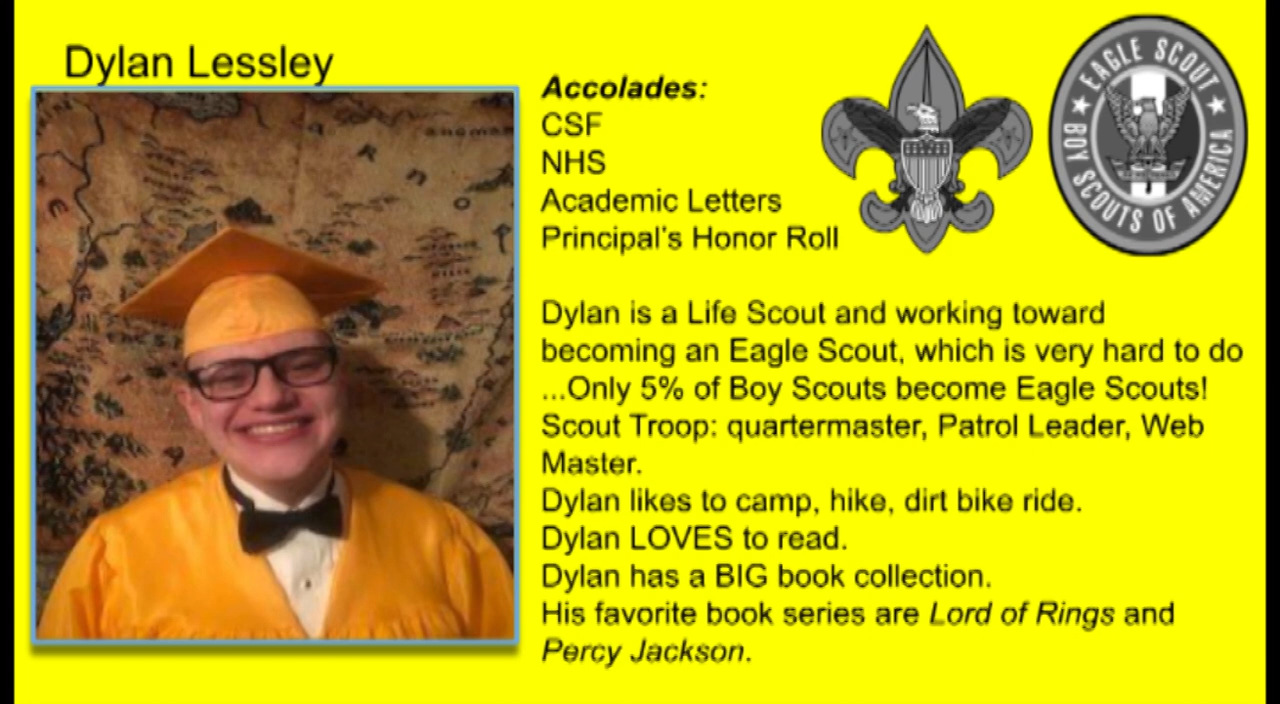 Dylan Lessley
Accolades:
CSF
NHS
Academic Letters
Principal's Honor Roll
EAGLE SCOUT
BOY SCOUTS OF AMERICA
Dylan is a Life Scout and working toward
becoming an Eagle Scout, which is very hard to do
...Only 5% of Boy Scouts become Eagle Scouts!
Scout Troop: quartermaster, Patrol Leader, Web
Master.
Dylan likes to camp, hike, dirt bike ride.
Dylan LOVES to read.
Dylan has a BIG book collection.
His favorite book series are Lord of Rings and
Percy Jackson.